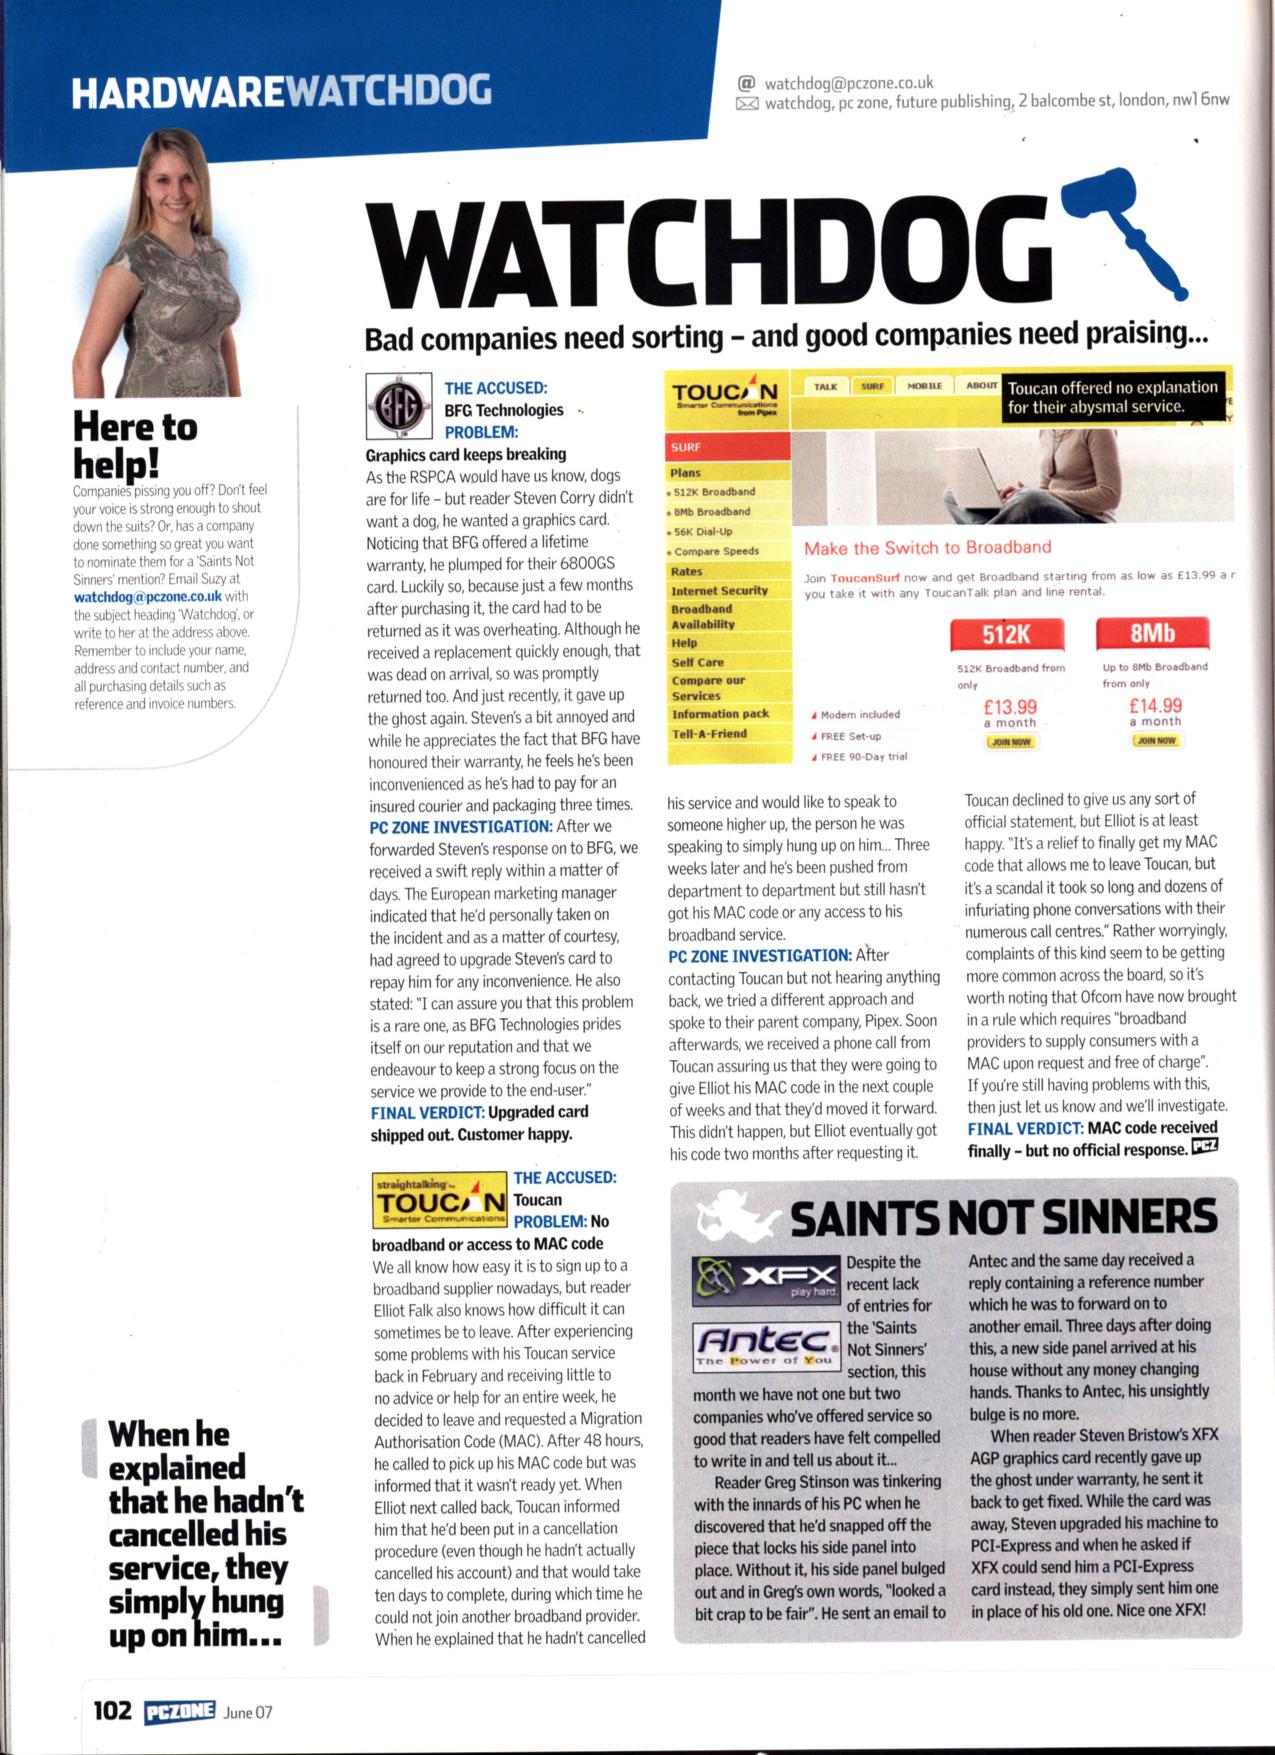 HARDWAREWATCHDOG
@ watchdog@pczone.co.uk
watchdog, pc zone, future publishing, 2 balcombe st, london, nw1 6nw
WATCHDOG
Bad companies need sorting – and good companies need praising...
Here to
help!
Companies pissing you off? Don't feel
your voice is strong enough to shout
down the suits? Or, has a company
done something so great you want
to nominate them for a 'Saints Not
Sinners' mention? Email Suzy at
watchdog@pczone.co.uk with
the subject heading 'Watchdog', or
write to her at the address above.
Remember to include your name,
address and contact number, and
all purchasing details such as
reference and invoice numbers.
When he
explained
that he hadn't
cancelled his
service, they
simply hung
up on him...
BFG
THE ACCUSED:
BFG Technologies
PROBLEM:
Graphics card keeps breaking
As the RSPCA would have us know, dogs
are for life – but reader Steven Corry didn't
want a dog, he wanted a graphics card.
Noticing that BFG offered a lifetime
warranty, he plumped for their 6800GS
card. Luckily so, because just a few months
after purchasing it, the card had to be
returned as it was overheating. Although he
received a replacement quickly enough, that
was dead on arrival, so was promptly
returned too. And just recently, it gave up
the ghost again. Steven's a bit annoyed and
while he appreciates the fact that BFG have
honoured their warranty, he feels he's been
inconvenienced as he's had to pay for an
insured courier and packaging three times.
PC ZONE INVESTIGATION: After we
forwarded Steven's response on to BFG, we
received a swift reply within a matter of
days. The European marketing manager
indicated that he'd personally taken on
the incident and as a matter of courtesy,
had agreed to upgrade Steven's card to
repay him for any inconvenience. He also
stated: "I can assure you that this problem
is a rare one, as BFG Technologies prides
itself on our reputation and that we
endeavour to keep a strong focus on the
service we provide to the end-user."
FINAL VERDICT: Upgraded card
shipped out. Customer happy.
straightalking
TOUCAN
Smarter Communications
THE ACCUSED:
Toucan
PROBLEM: No
broadband or access to MAC code
We all know how easy it is to sign up to a
broadband supplier nowadays, but reader
Elliot Falk also knows how difficult it can
sometimes be to leave. After experiencing
some problems with his Toucan service
back in February and receiving little to
no advice or help for an entire week, he
decided to leave and requested a Migration
Authorisation Code (MAC). After 48 hours,
he called to pick up his MAC code but was
informed that it wasn't ready yet. When
Elliot next called back, Toucan informed
him that he'd been put in a cancellation
procedure (even though he hadn't actually
cancelled his account) and that would take
ten days to complete, during which time he
could not join another broadband provider.
When he explained that he hadn't cancelled
TOUCAN
Smarter Communications
from Pipex
TALK
SURF
MOBILE
ABOUT
Toucan offered no explanation
for their abysmal service.
SURF
Plans
512K Broadband
8Mb Broadband
56K Dial-Up
Compare Speeds
Rates
Internet Security
Broadband
Availability
Help
Self Care
Compare our
Services
Information pack
Tell-A-Friend
Make the Switch to Broadband
Join ToucanSurf now and get Broadband starting from as low as £13.99 a
you take it with any ToucanTalk plan and line rental.
Modem included
FREE Set-up
FREE 90-Day trial
512K
512K Broadband from
only
£13.99
a month
JOIN NOW
8Mb
Up to 8Mb Broadband
from only
£14.99
a month
JOIN NOW
his service and would like to speak to
someone higher up, the person he was
speaking to simply hung up on him... Three
weeks later and he's been pushed from
department to department but still hasn't
got his MAC code or any access to his
broadband service.
PC ZONE INVESTIGATION: After
contacting Toucan but not hearing anything
back, we tried a different approach and
spoke to their parent company, Pipex. Soon
afterwards, we received a phone call from
Toucan assuring us that they were going to
give Elliot his MAC code in the next couple
of weeks and that they'd moved it forward.
This didn't happen, but Elliot eventually got
his code two months after requesting it.
Toucan declined to give us any sort of
official statement, but Elliot is at least
happy. "It's a relief to finally get my MAC
code that allows me to leave Toucan, but
it's a scandal it took so long and dozens of
infuriating phone conversations with their
numerous call centres." Rather worryingly,
complaints of this kind seem to be getting
more common across the board, so it's
worth noting that Ofcom have now brought
in a rule which requires "broadband
providers to supply consumers with a
MAC upon request and free of charge".
If you're still having problems with this,
then just let us know and we'll investigate.
FINAL VERDICT: MAC code received
finally – but no official response. PCZ
SAINTS NOT SINNERS
XFX
play hard.
Antec®
The Power of You
Despite the
recent lack
of entries for
the 'Saints
Not Sinners'
section, this
month we have not one but two
companies who've offered service so
good that readers have felt compelled
to write in and tell us about it...
Reader Greg Stinson was tinkering
with the innards of his PC when he
discovered that he'd snapped off the
piece that locks his side panel into
place. Without it, his side panel bulged
out and in Greg's own words, "looked a
bit crap to be fair". He sent an email to
Antec and the same day received a
reply containing a reference number
which he was to forward on to
another email. Three days after doing
this, a new side panel arrived at his
house without any money changing
hands. Thanks to Antec, his unsightly
bulge is no more.
When reader Steven Bristow's XFX
AGP graphics card recently gave up
the ghost under warranty, he sent it
back to get fixed. While the card was
away, Steven upgraded his machine to
PCI-Express and when he asked if
XFX could send him a PCI-Express
card instead, they simply sent him one
in place of his old one. Nice one XFX!
102 PCZONE June 07